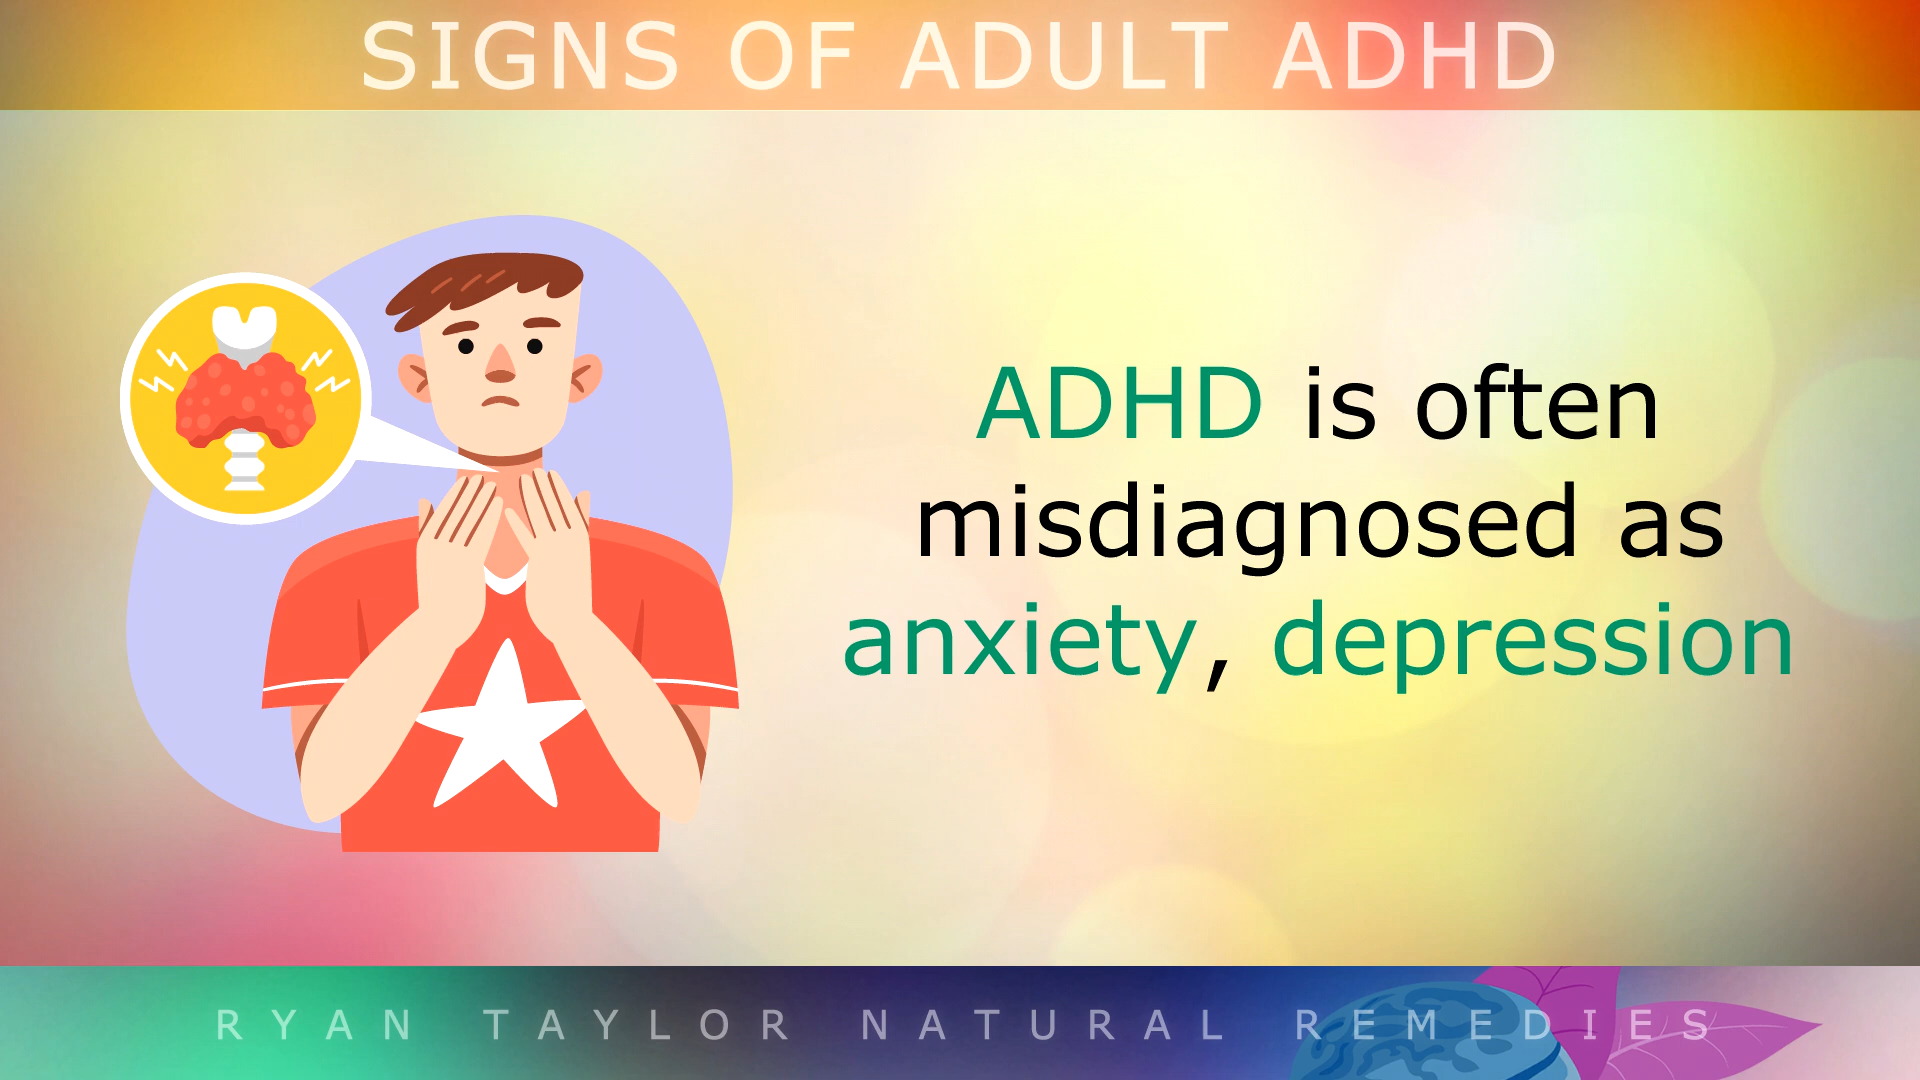 SIGNS OF ADULT ADHD
ADHD is often
misdiagnosed as
anxiety, depression
RYAN TAYLOR NATURAL REMEDIES